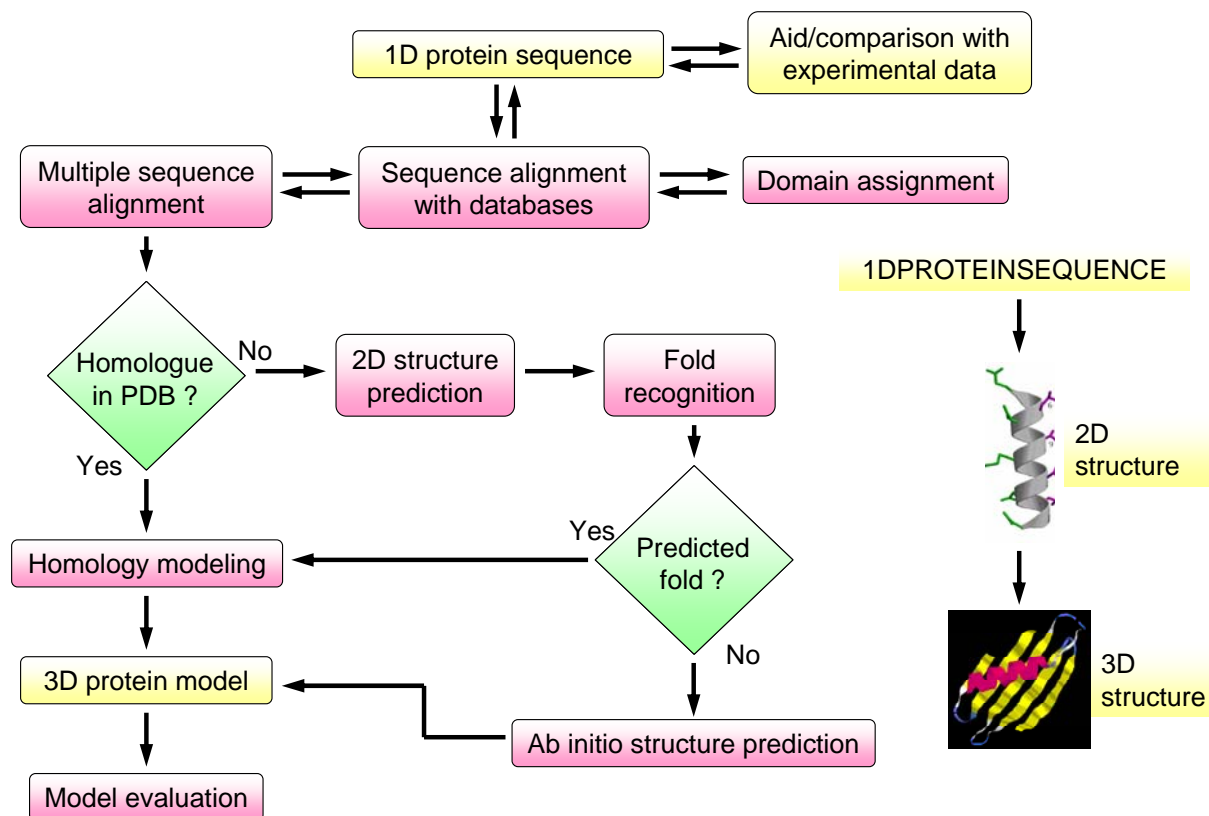 1D protein sequence
Aid/comparison with
experimental data
Multiple sequence
alignment
Sequence alignment
with databases
Domain assignment
1DPROTEINSEQUENCE
Homologue
in PDB ?
No
2D structure
prediction
Fold
recognition
2D
structure
Yes
Yes
Predicted
fold ?
Homology modeling
No
3D protein model
3D
structure
Ab initio structure prediction
Model evaluation